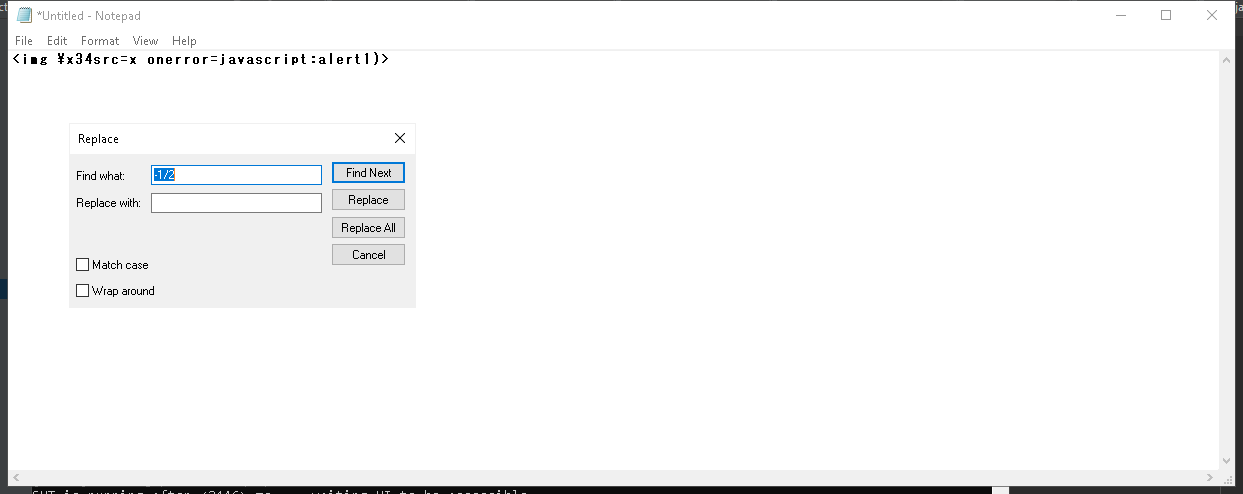 *Untitled - Notepad
File Edit Format View Help
<img ¥x34src=x onerror=javascript:alert1)>
Replace
Find what: -1/2 Find Next
Replace with: Replace
Replace All
Cancel
Match case
Wrap around